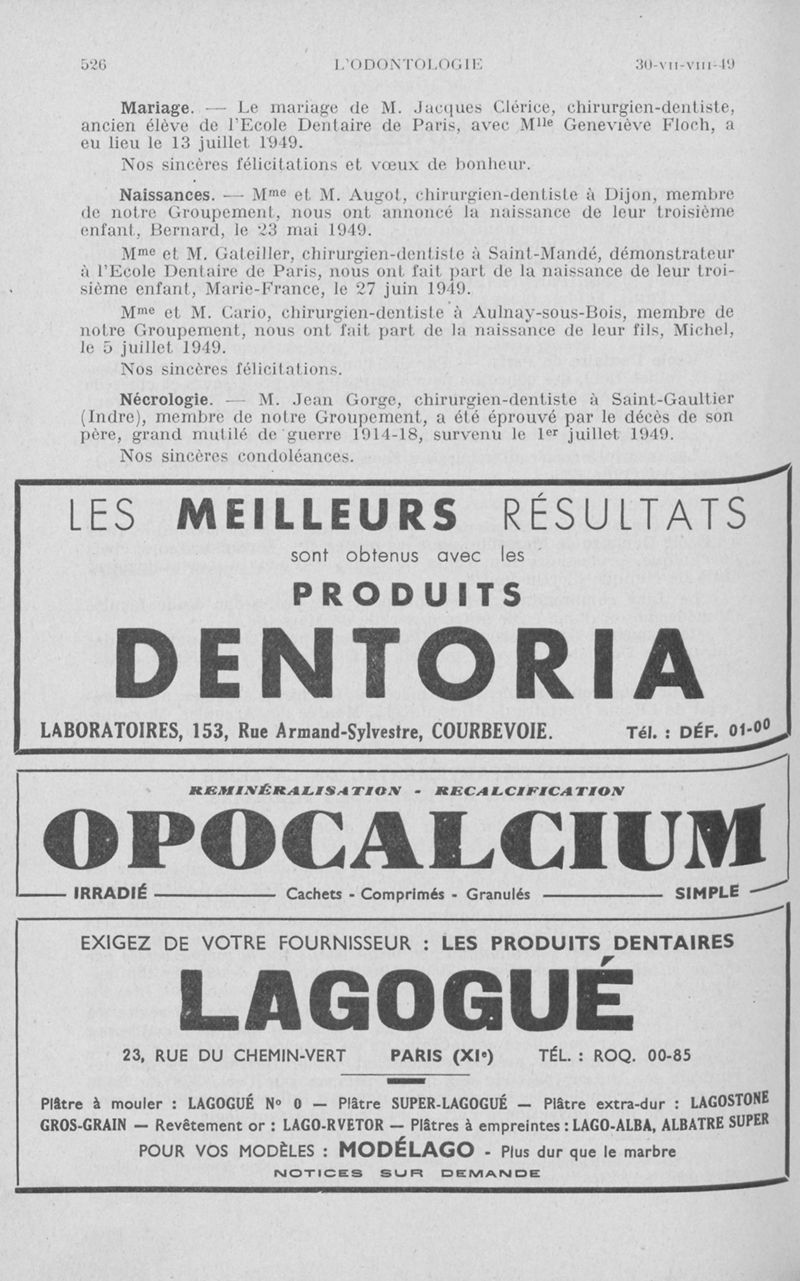 526 L'ODONTOLOGIE 30-VII-VIII-49
Mariage. — Le mariage de M. Jacques Clérice, chirurgien-dentiste,
ancien élève de l'Ecole Dentaire de Paris, avec Mlle Geneviève Floch, a
eu lieu le 13 juillet 1949.
Nos sincères félicitations et vœux de bonheur.
Naissances. — Mme et M. Augot, chirurgien-dentiste à Dijon, membre
de notre Groupement, nous ont annoncé la naissance de leur troisième
enfant, Bernard, le 23 mai 1949.
Mme et M. Gateiller, chirurgien-dentiste à Saint-Mandé, démonstrateur
à l'Ecole Dentaire de Paris, nous ont fait part de la naissance de leur troi-
sième enfant, Marie-France, le 27 juin 1949.
Mme et M. Cario, chirurgien-dentiste à Aulnay-sous-Bois, membre de
notre Groupement, nous ont fait part de la naissance de leur fils, Michel,
le 5 juillet 1949.
Nos sincères félicitations.
Nécrologie. — M. Jean Gorge, chirurgien-dentiste à Saint-Gaultier
(Indre), membre de notre Groupement, a été éprouvé par le décès de son
père, grand mutilé de guerre 1914-18, survenu le 1er juillet 1949.
Nos sincères condoléances.
LES MEILLEURS RÉSULTATS
sont obtenus avec les
PRODUITS
DENTORIA
LABORATOIRES, 153, Rue Armand-Sylvestre, COURBEVOIE. Tél. : DÉF. 01-00
REMINÉRALISATION - RECALCIFICATION
OPOCALCIUM
IRRADIÉ — Cachets - Comprimés - Granulés — SIMPLE
EXIGEZ DE VOTRE FOURNISSEUR : LES PRODUITS DENTAIRES
LAGOGUÉ
23, RUE DU CHEMIN-VERT PARIS (XIe) TÉL. : ROQ. 00-85
Plâtre à mouler : LAGOGUÉ No 0 — Plâtre SUPER-LAGOGUÉ — Plâtre extra-dur : LAGOSTONE
GROS-GRAIN — Revêtement or : LAGO-RVETOR — Plâtres à empreintes : LAGO-ALBA, ALBATRE SUPER
POUR VOS MODÈLES : MODÉLAGO - Plus dur que le marbre
NOTICES SUR DEMANDE